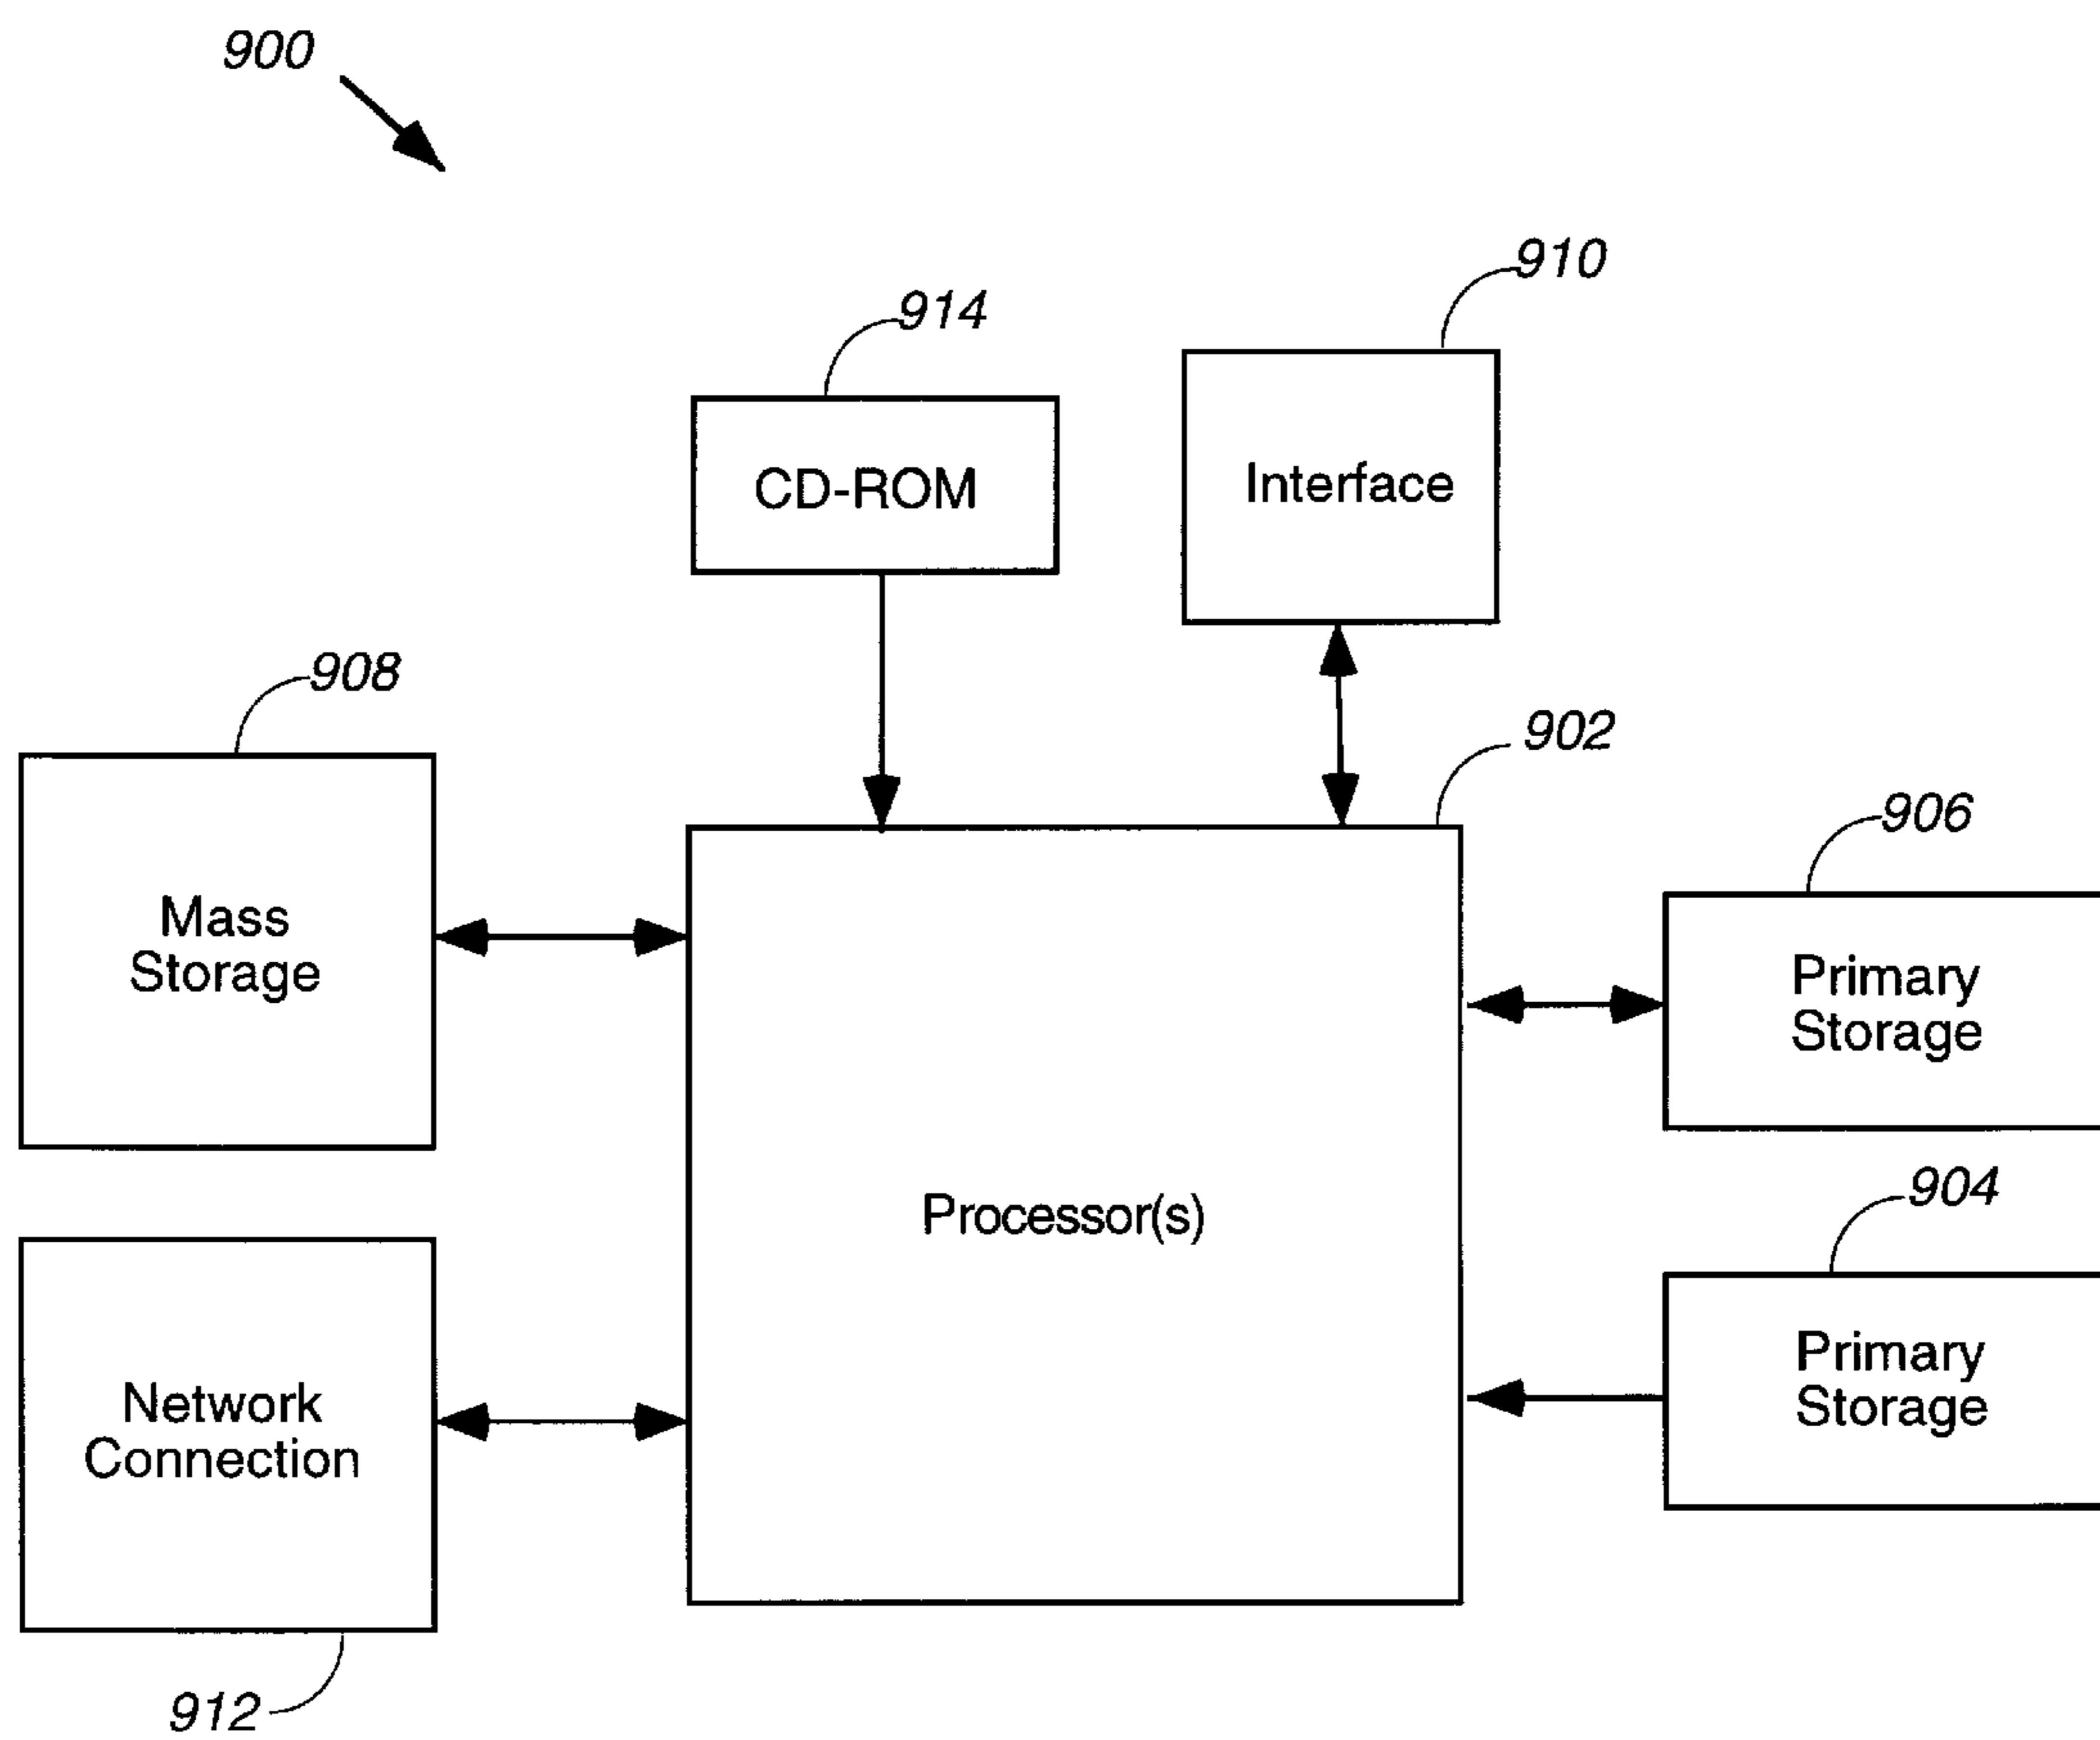 900
910
914
CD-ROM
Interface
908
902
906
Mass
Storage
Primary
Storage
904
Processor(s)
Network
Connection
Primary
Storage
912